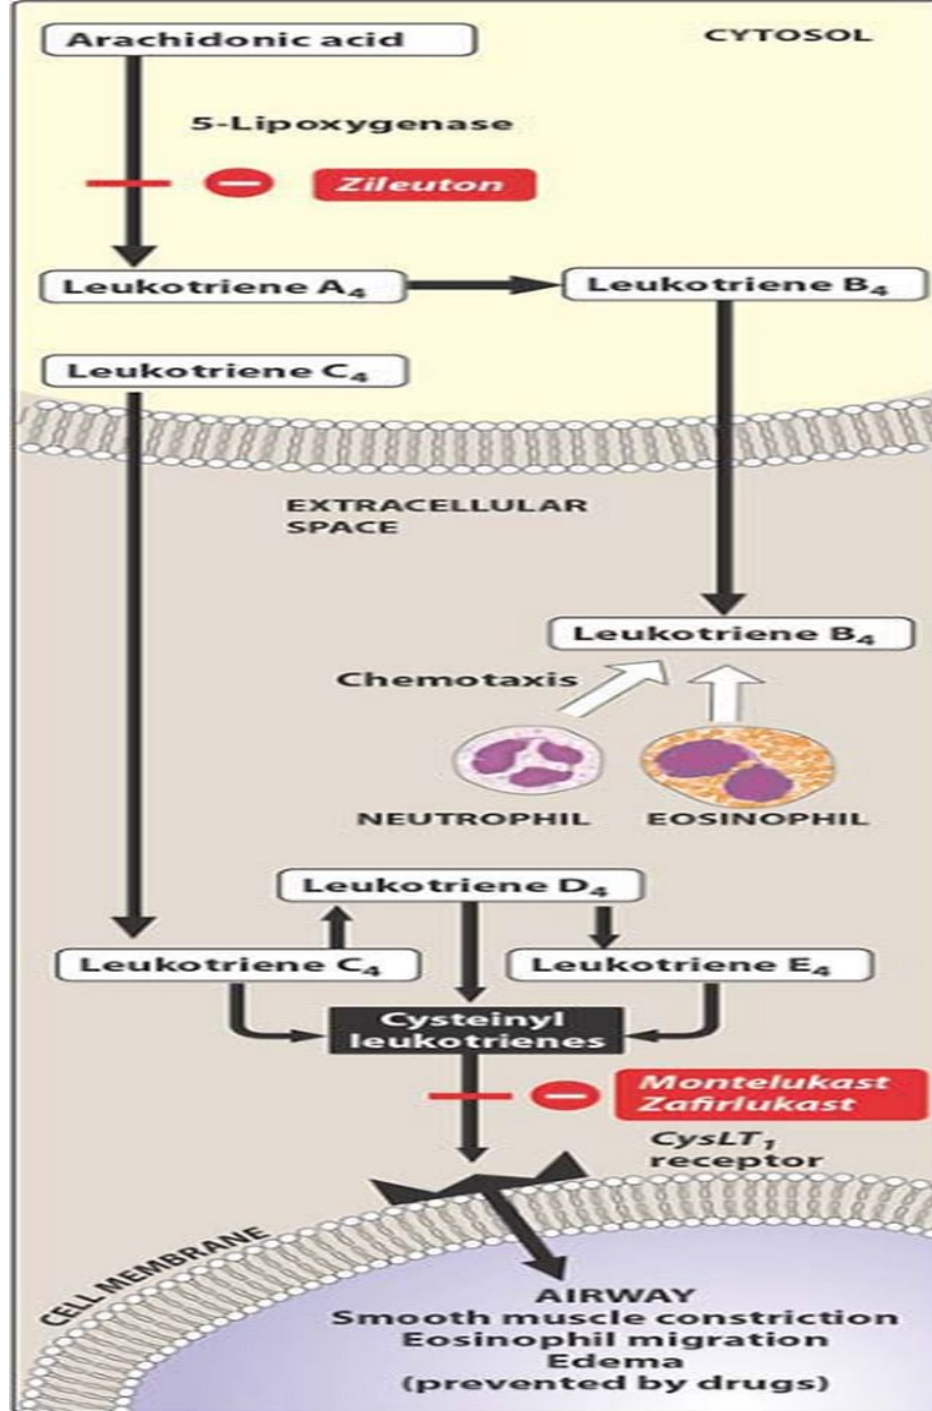 Arachidonic acid
CYTOSOL
5-Lipoxygenase
Zileuton
Leukotriene A₄
Leukotriene B₄
Leukotriene C₄
EXTRACELLULAR
SPACE
Leukotriene B₄
Chemotaxis
NEUTROPHIL
EOSINOPHIL
Leukotriene D₄
Leukotriene C₄
Leukotriene E₄
Cysteinyl
leukotrienes
Montelukast
Zafirlukast
CysLT₁
receptor
CELL MEMBRANE
AIRWAY
Smooth muscle constriction
Eosinophil migration
Edema
(prevented by drugs)